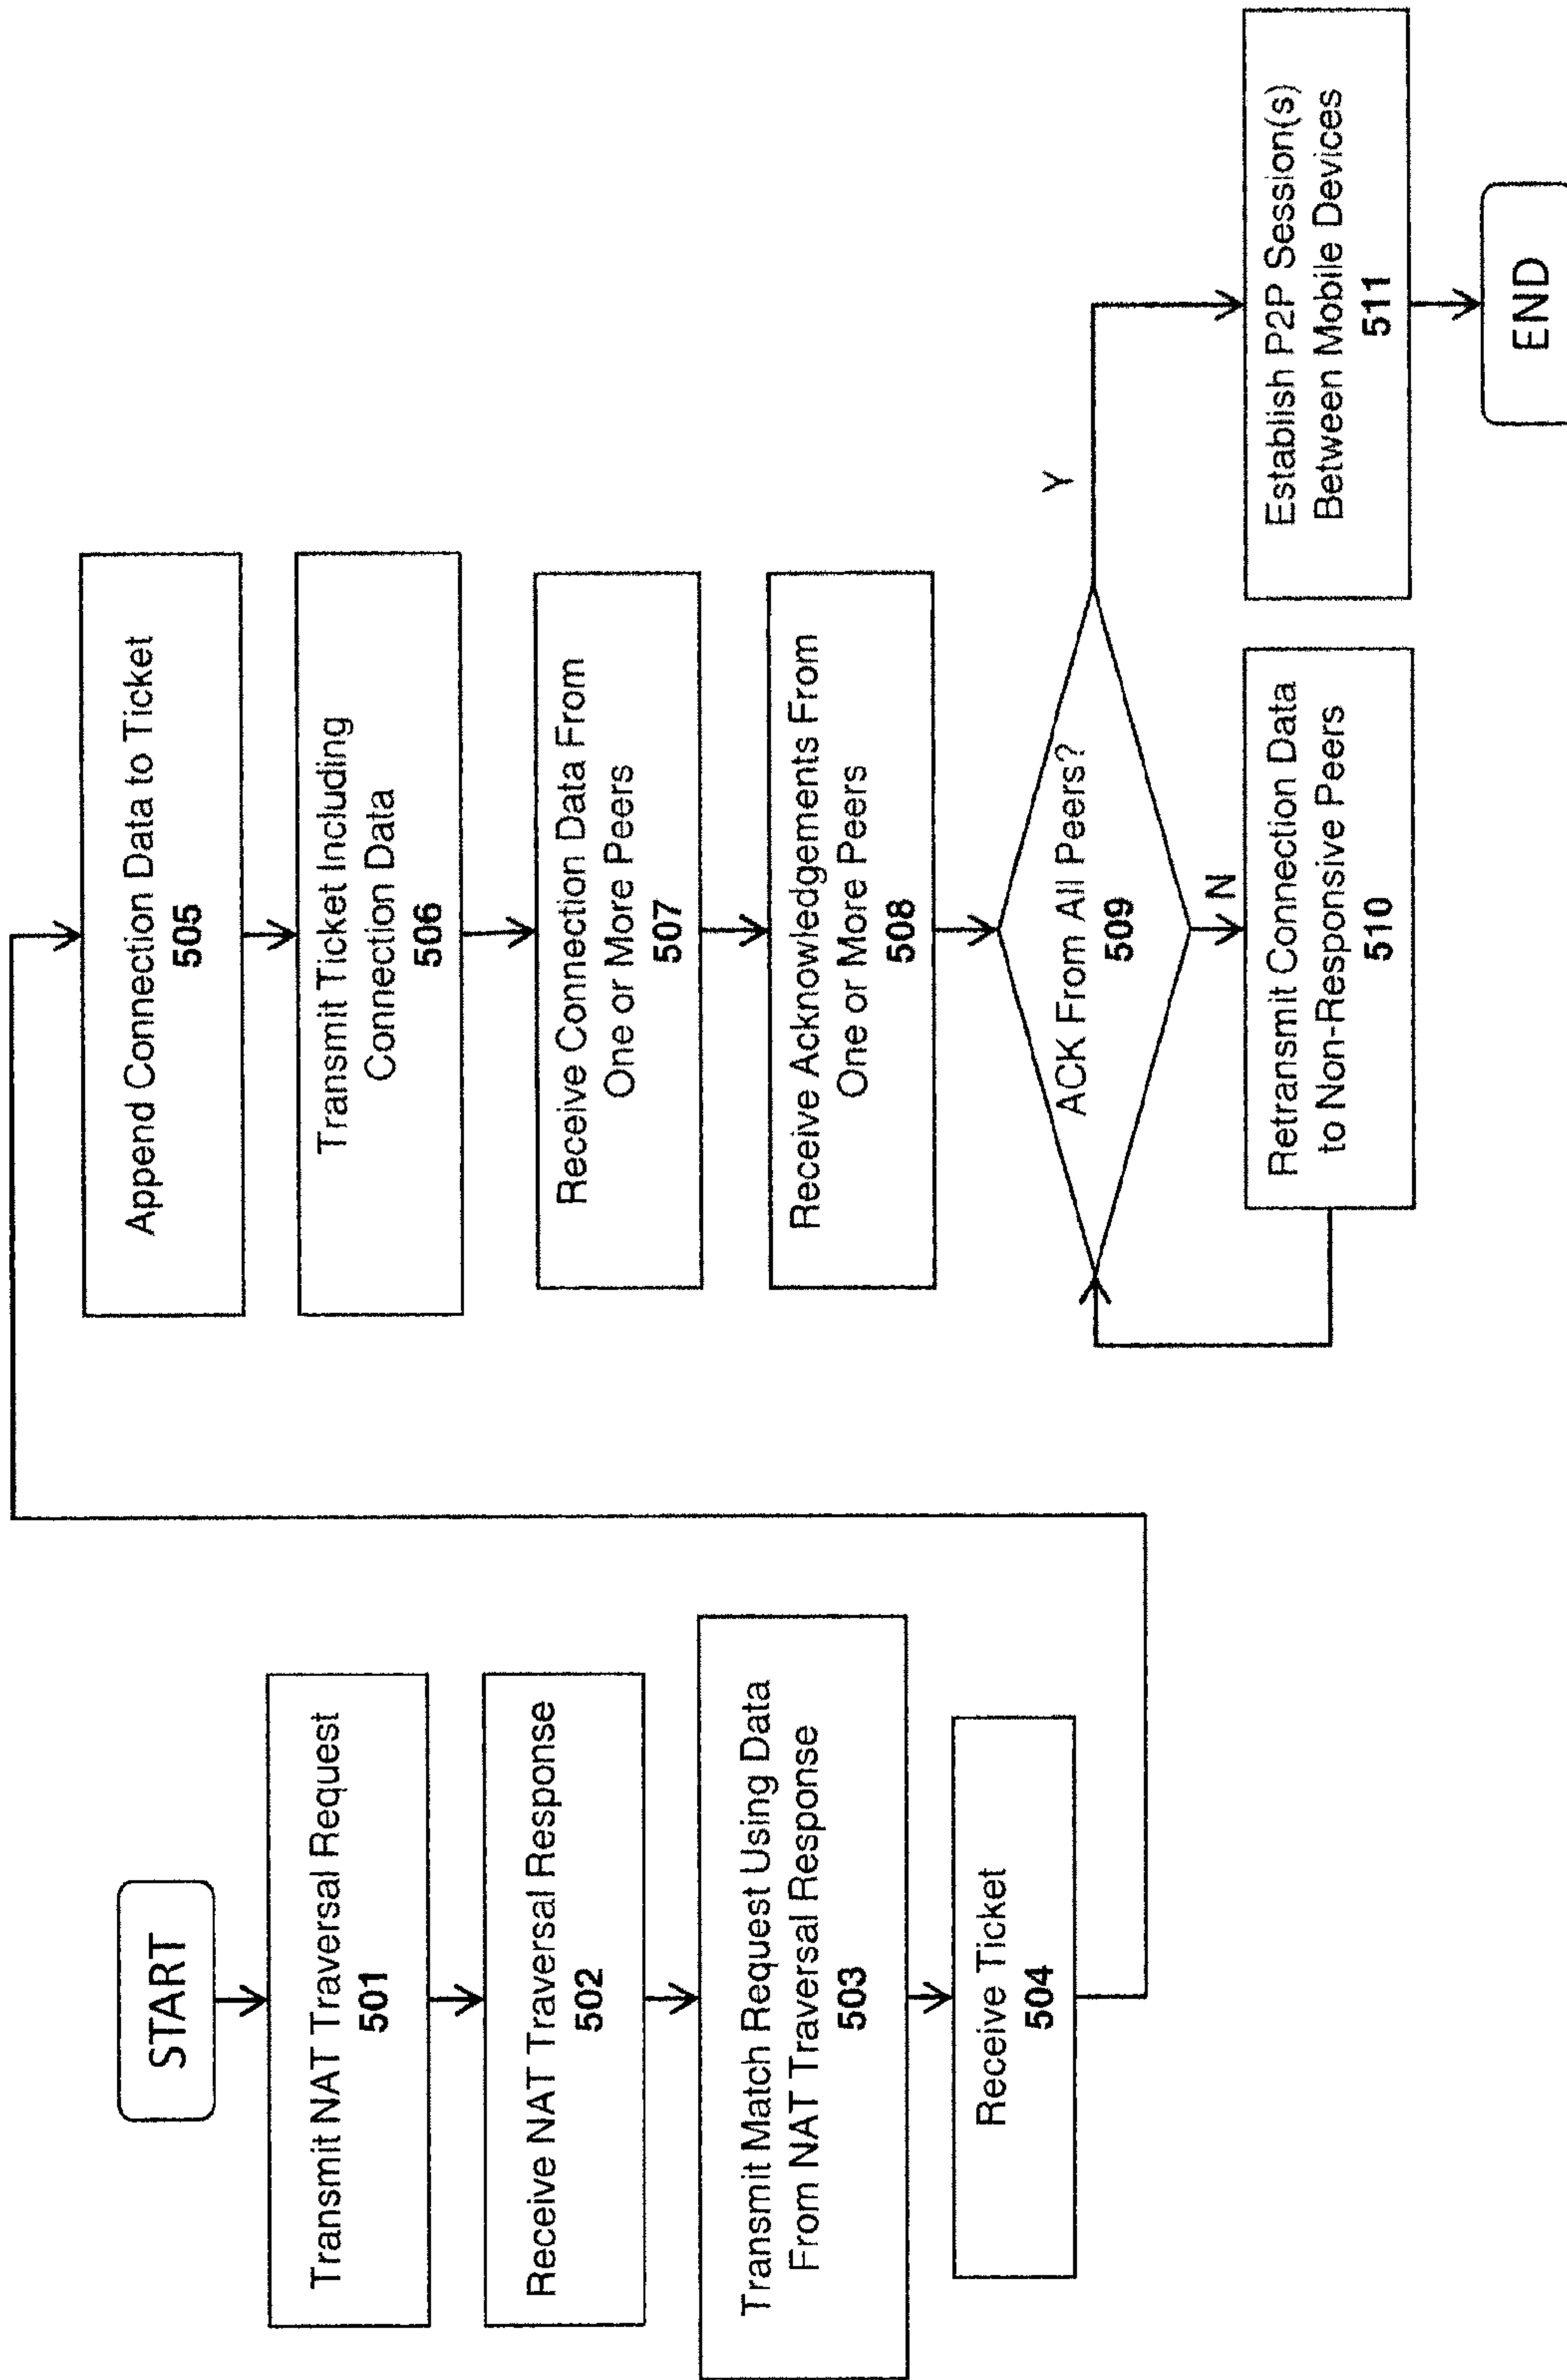 START
Transmit NAT Traversal Request
501
Receive NAT Traversal Response
502
Transmit Match Request Using Data
From NAT Traversal Response
503
Receive Ticket
504
Append Connection Data to Ticket
505
Transmit Ticket Including
Connection Data
506
Receive Connection Data From
One or More Peers
507
Receive Acknowledgements From
One or More Peers
508
ACK From All Peers?
509
N
Retransmit Connection Data
to Non-Responsive Peers
510
Y
Establish P2P Session(s)
Between Mobile Devices
511
END